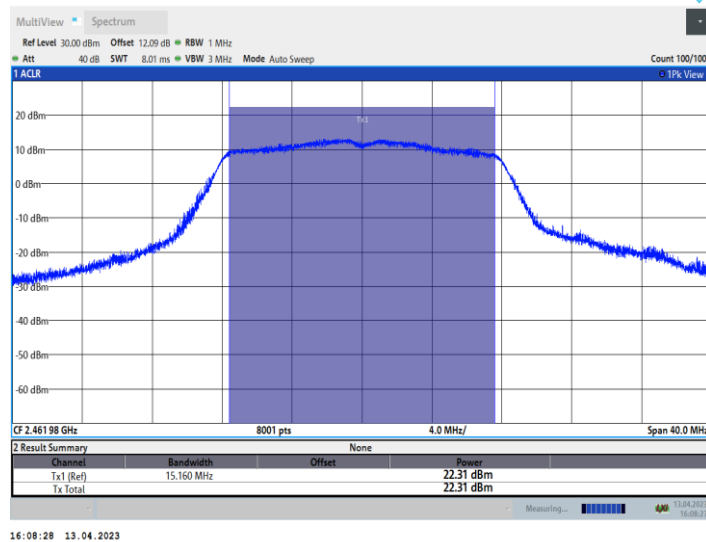 MultiView Spectrum
Ref Level 30.00 dBm Offset 12.09 dB RBW 1 MHz
Att 40 dB SWT 8.01 ms VBW 3 MHz Mode Auto Sweep Count 100/100
1 ACLR 1Pk View
Tx1
20 dBm
10 dBm
0 dBm
-10 dBm
-20 dBm
-30 dBm
-40 dBm
-50 dBm
-60 dBm
CF 2.46198 GHz 8001 pts 4.0 MHz/ Span 40.0 MHz
2 Result Summary None
Channel Bandwidth Offset Power
Tx1 (Ref) 15.160 MHz 22.31 dBm
Tx Total 22.31 dBm
Measuring... 13.04.2023
16:08:27
16:08:28 13.04.2023